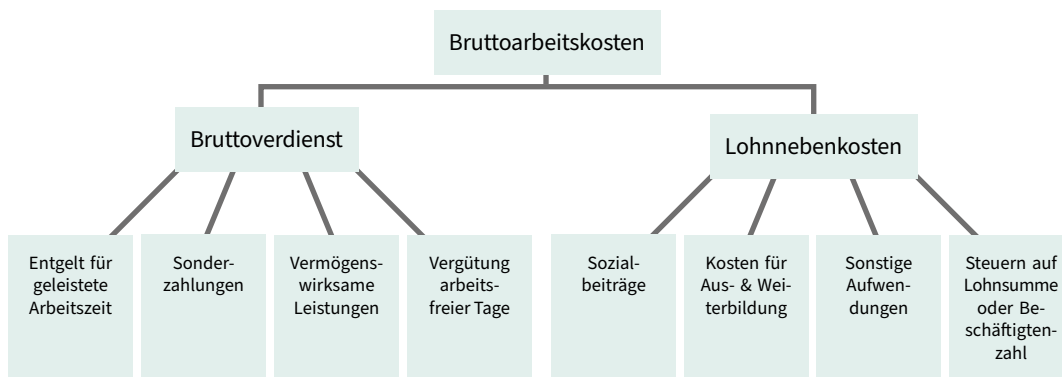 Bruttoarbeitskosten
Bruttoverdienst
Lohnnebenkosten
Entgelt für
geleistete
Arbeitszeit
Sonder-
zahlungen
Vermögens-
wirksame
Leistungen
Vergütung
arbeits-
freier Tage
Sozial-
beiträge
Kosten für
Aus- & Wei-
terbildung
Sonstige
Aufwen-
dungen
Steuern auf
Lohnsumme
oder Be-
schäftigten-
zahl